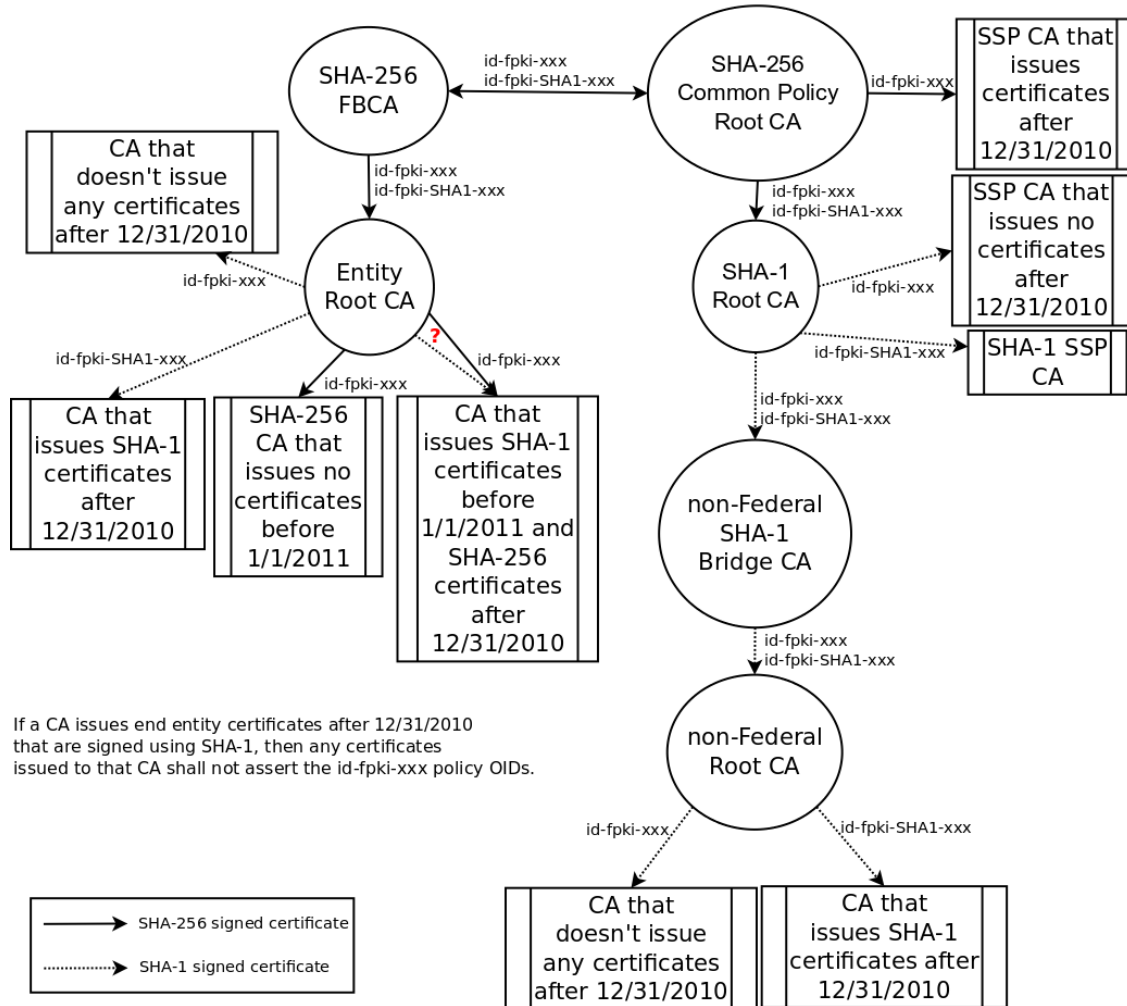 SHA-256
FBCA
id-fpki-xxx
id-fpki-SHA1-xxx
SHA-256
Common Policy
Root CA
id-fpki-xxx
SSP CA that
issues
certificates
after
12/31/2010
CA that
doesn't issue
any certificates
after 12/31/2010
id-fpki-xxx
id-fpki-SHA1-xxx
id-fpki-xxx
id-fpki-SHA1-xxx
SSP CA that
issues no
certificates
after
12/31/2010
id-fpki-xxx
Entity
Root CA
SHA-1
Root CA
id-fpki-xxx
?
id-fpki-SHA1-xxx
id-fpki-xxx
id-fpki-xxx
id-fpki-SHA1-xxx
SHA-1 SSP
CA
CA that
issues SHA-1
certificates
after
12/31/2010
SHA-256
CA that
issues no
certificates
before
1/1/2011
CA that
issues SHA-1
certificates
before
1/1/2011 and
SHA-256
certificates
after
12/31/2010
id-fpki-xxx
id-fpki-SHA1-xxx
non-Federal
SHA-1
Bridge CA
id-fpki-xxx
id-fpki-SHA1-xxx
non-Federal
Root CA
If a CA issues end entity certificates after 12/31/2010
that are signed using SHA-1, then any certificates
issued to that CA shall not assert the id-fpki-xxx policy OIDs.
id-fpki-xxx
id-fpki-SHA1-xxx
CA that
doesn't issue
any certificates
after 12/31/2010
CA that
issues SHA-1
certificates after
12/31/2010
SHA-256 signed certificate
SHA-1 signed certificate